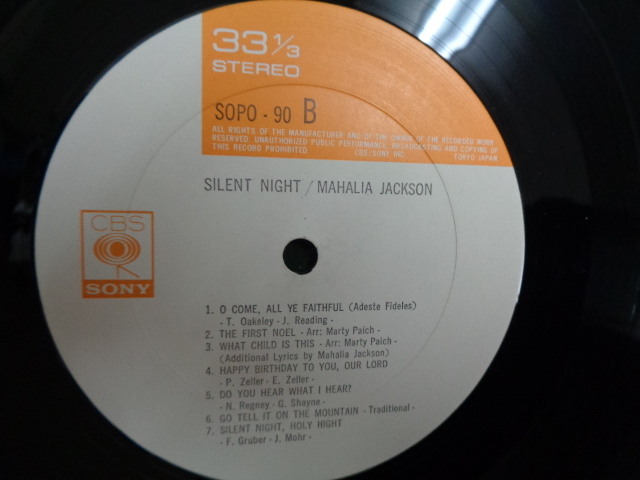 33 1/3
STEREO
SOPO - 90 B
ALL RIGHTS OF THE MANUFACTURER AND OF THE OWNER OF THE RECORDED WORK
RESERVED. UNAUTHORIZED PUBLIC PERFORMANCE, BROADCASTING AND COPYING OF
THIS RECORD PROHIBITED CBS/SONY INC. TOKYO JAPAN
SILENT NIGHT / MAHALIA JACKSON
CBS
SONY
1. O COME, ALL YE FAITHFUL (Adeste Fideles)
- T. Oakeley - J. Reading -
2. THE FIRST NOEL - Arr: Marty Paich -
3. WHAT CHILD IS THIS - Arr: Marty Paich -
(Additional Lyrics by Mahalia Jackson)
4. HAPPY BIRTHDAY TO YOU, OUR LORD
- P. Zeller - E. Zeller -
5. DO YOU HEAR WHAT I HEAR?
- N. Regney - G. Shayne -
6. GO TELL IT ON THE MOUNTAIN - Traditional -
7. SILENT NIGHT, HOLY HIGHT
- F. Gruber - J. Mohr -